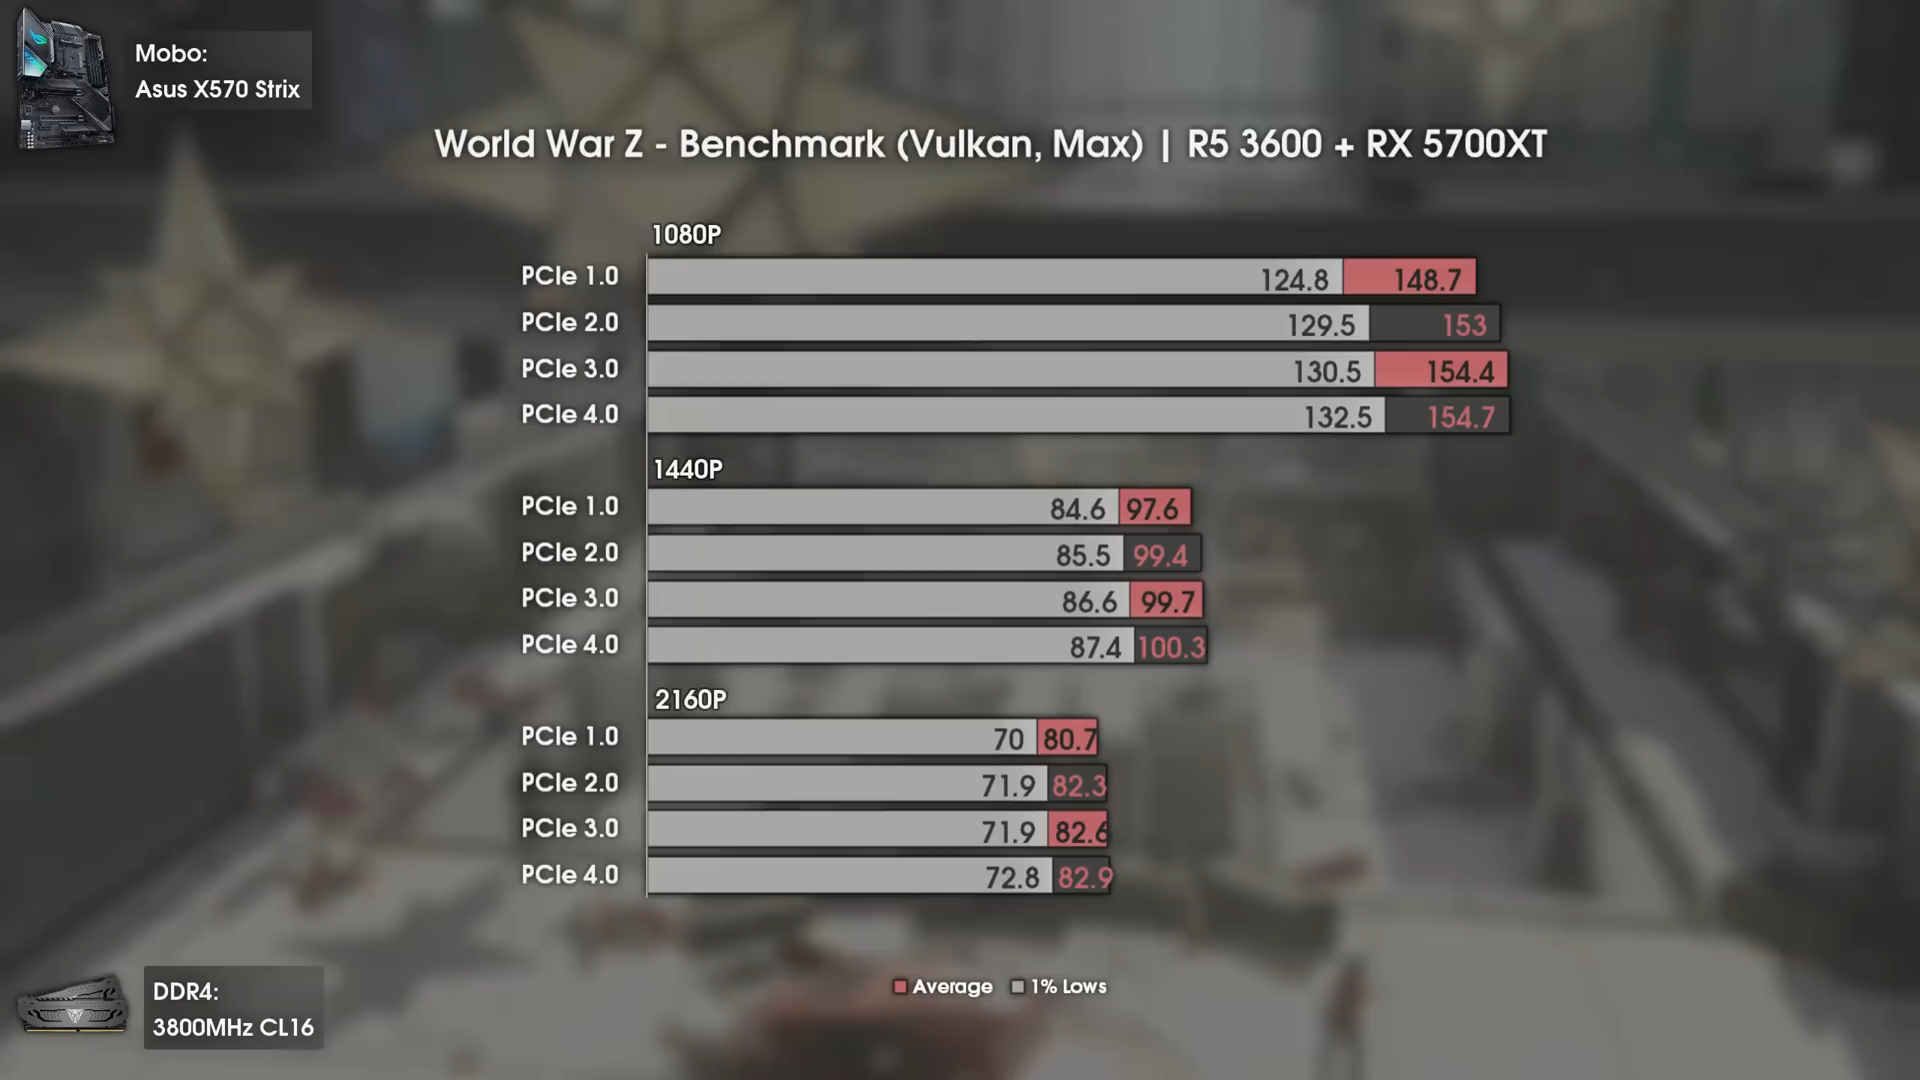 Mobo:
Asus X570 Strix
World War Z - Benchmark (Vulkan, Max) | R5 3600 + RX 5700XT
1080P
PCIe 1.0 124.8 148.7
PCIe 2.0 129.5 153
PCIe 3.0 130.5 154.4
PCIe 4.0 132.5 154.7
1440P
PCIe 1.0 84.6 97.6
PCIe 2.0 85.5 99.4
PCIe 3.0 86.6 99.7
PCIe 4.0 87.4 100.3
2160P
PCIe 1.0 70 80.7
PCIe 2.0 71.9 82.3
PCIe 3.0 71.9 82.6
PCIe 4.0 72.8 82.9
Average 1% Lows
DDR4:
3800MHz CL16